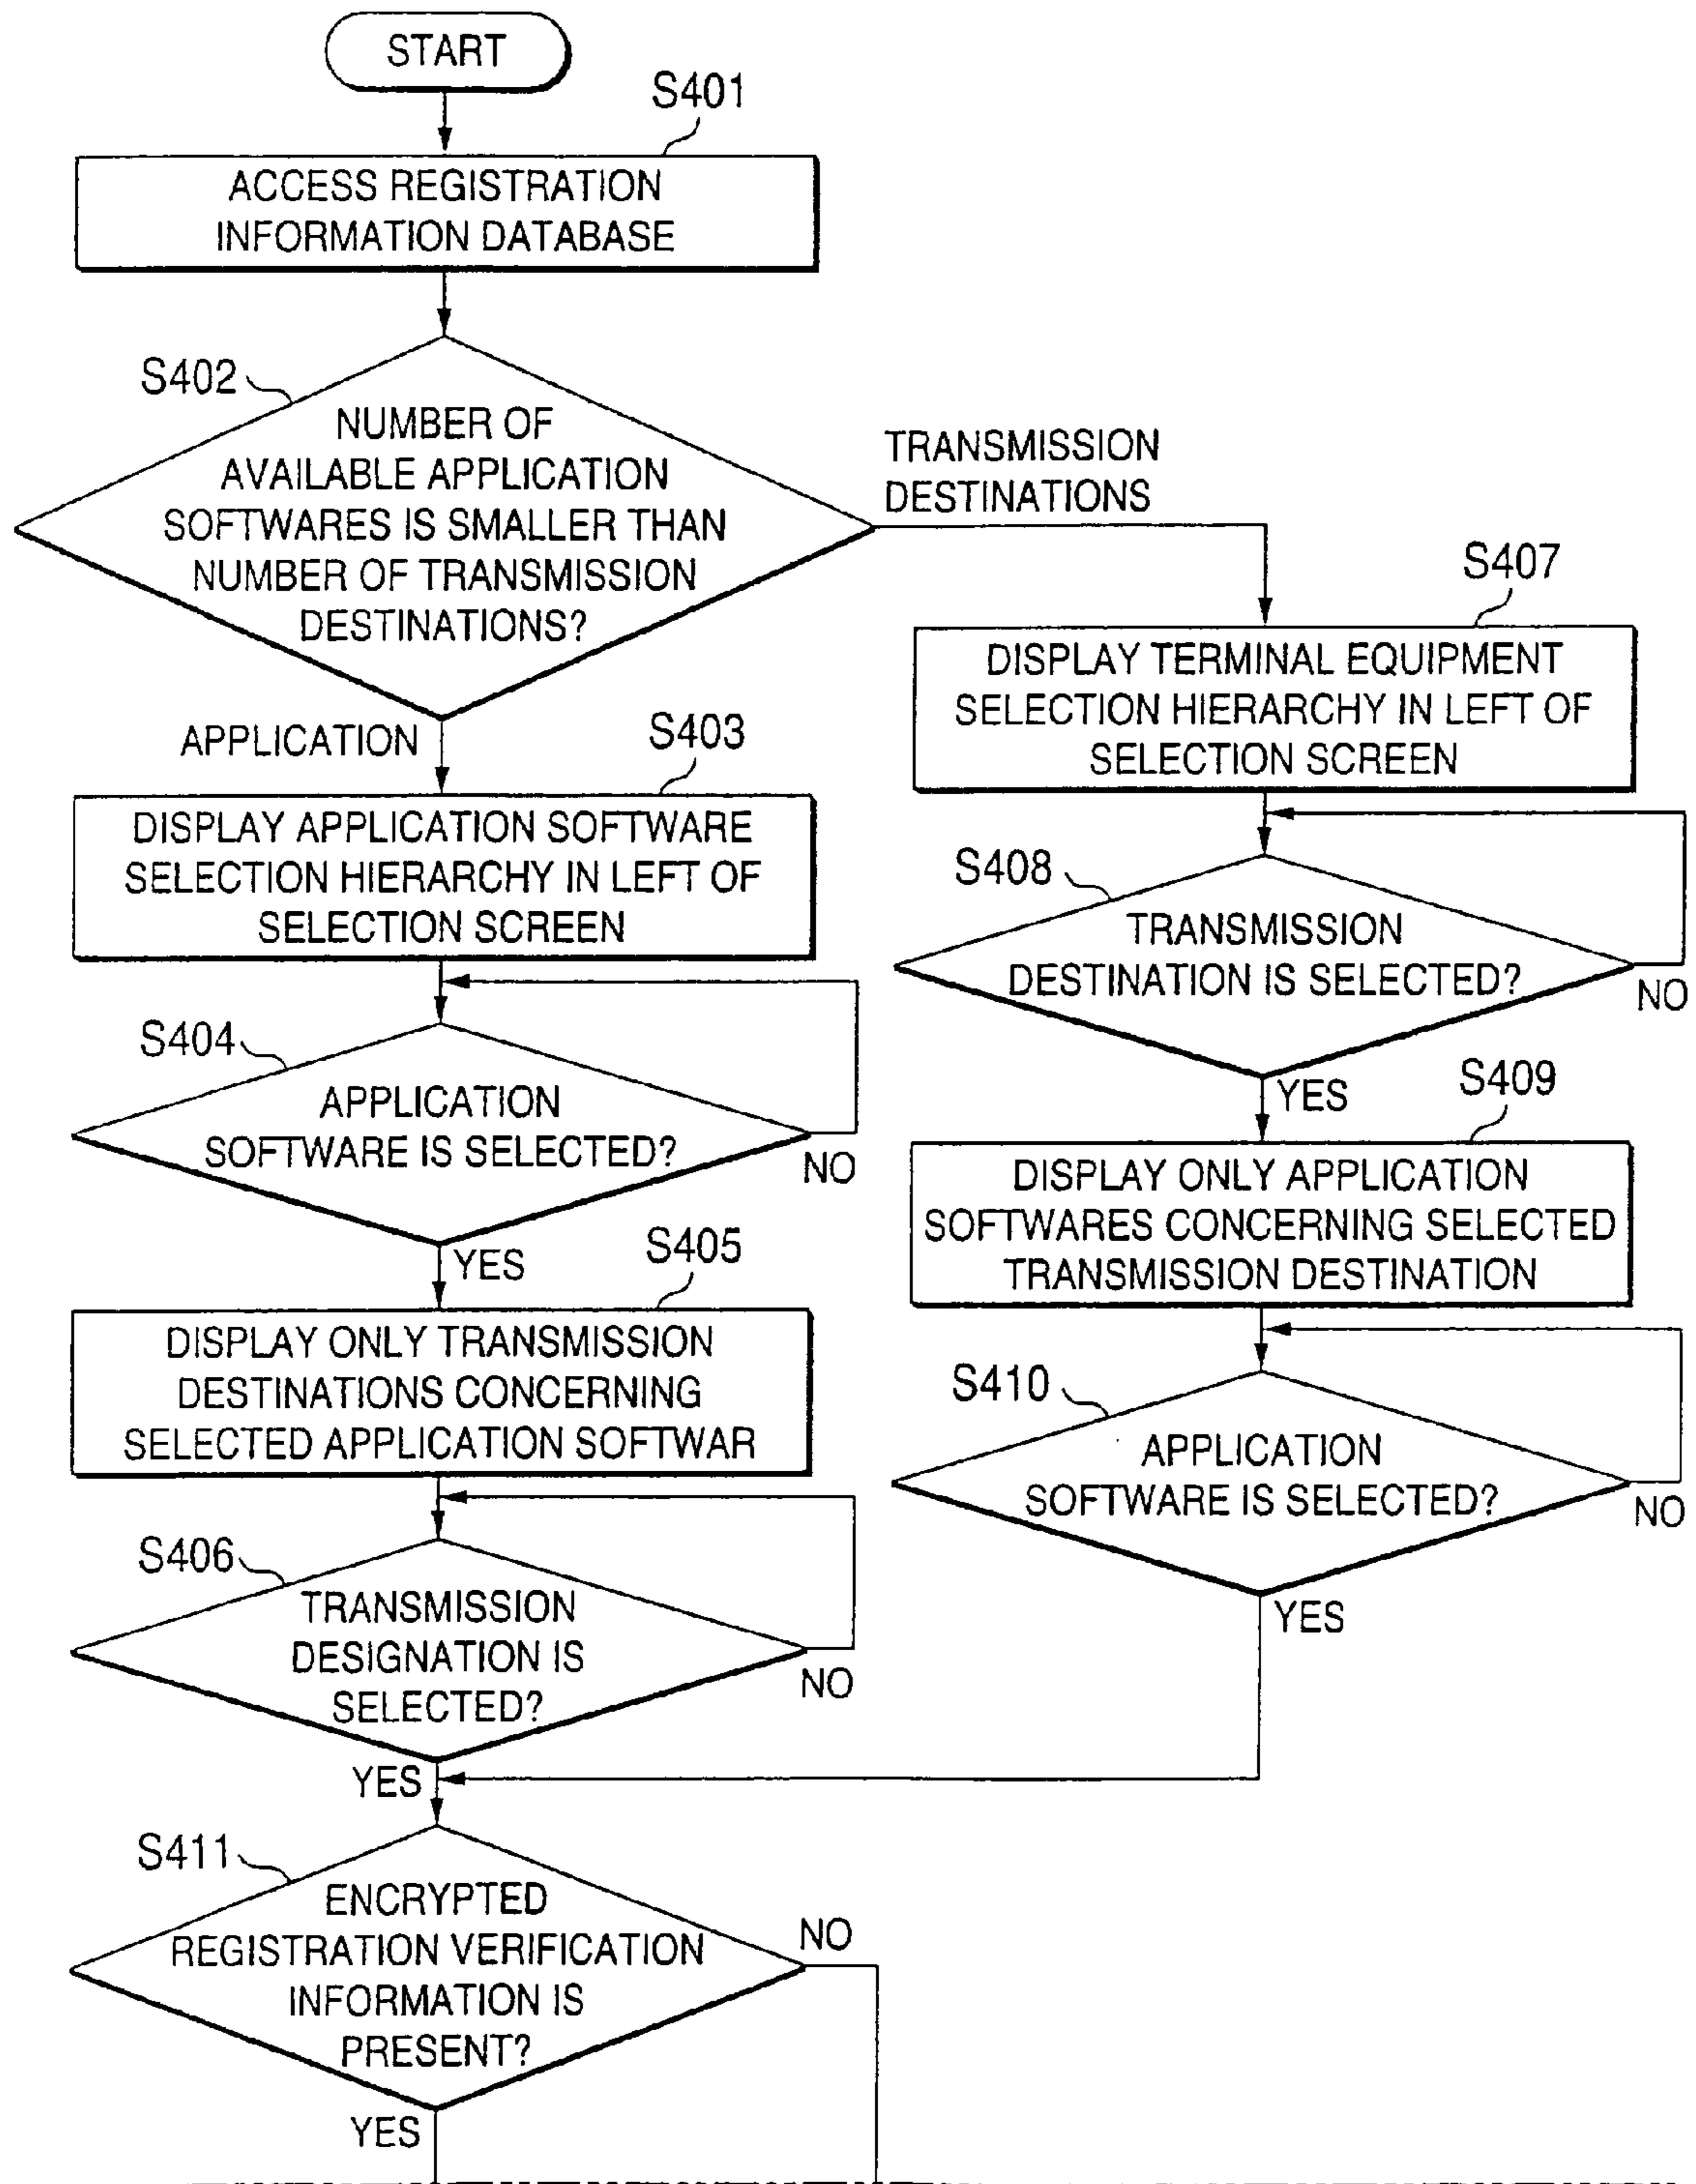 START
S401
ACCESS REGISTRATION
INFORMATION DATABASE
S402
NUMBER OF
AVAILABLE APPLICATION
SOFTWARES IS SMALLER THAN
NUMBER OF TRANSMISSION
DESTINATIONS?
TRANSMISSION
DESTINATIONS
APPLICATION
S403
DISPLAY APPLICATION SOFTWARE
SELECTION HIERARCHY IN LEFT OF
SELECTION SCREEN
S404
APPLICATION
SOFTWARE IS SELECTED?
NO
YES
S405
DISPLAY ONLY TRANSMISSION
DESTINATIONS CONCERNING
SELECTED APPLICATION SOFTWAR
S406
TRANSMISSION
DESIGNATION IS
SELECTED?
NO
YES
S407
DISPLAY TERMINAL EQUIPMENT
SELECTION HIERARCHY IN LEFT OF
SELECTION SCREEN
S408
TRANSMISSION
DESTINATION IS SELECTED?
NO
YES
S409
DISPLAY ONLY APPLICATION
SOFTWARES CONCERNING SELECTED
TRANSMISSION DESTINATION
S410
APPLICATION
SOFTWARE IS SELECTED?
NO
YES
S411
ENCRYPTED
REGISTRATION VERIFICATION
INFORMATION IS
PRESENT?
NO
YES